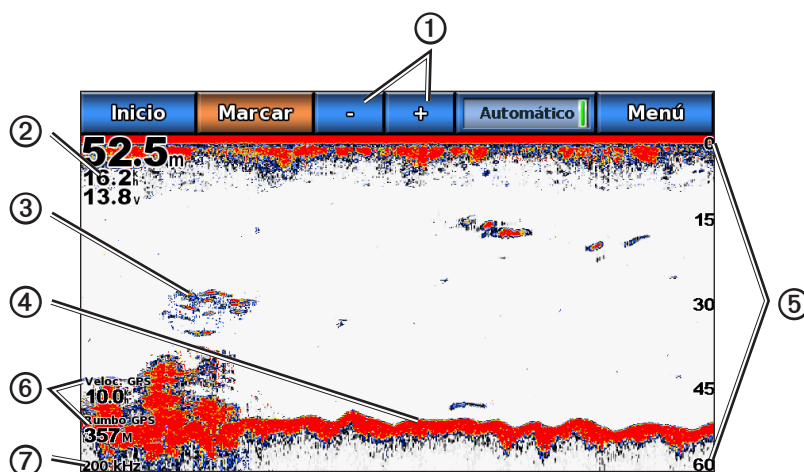 ①
Inicio Marcar - + Automático Menú
②
52.5m
0
16.2h
13.8v
15
③
④
30
⑤
45
⑥
Veloc. GPS
10.0
Rumbo GPS
357M
⑦
200 kHz
60